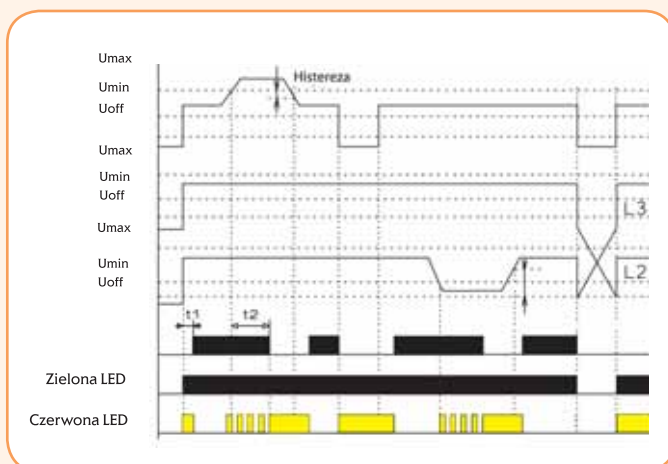 Umax
Histereza
Umin
Uoff
Umax
Umin
Uoff
L3
Umax
Umin
L2
Uoff
t1
t2
Zielona LED
Czerwona LED